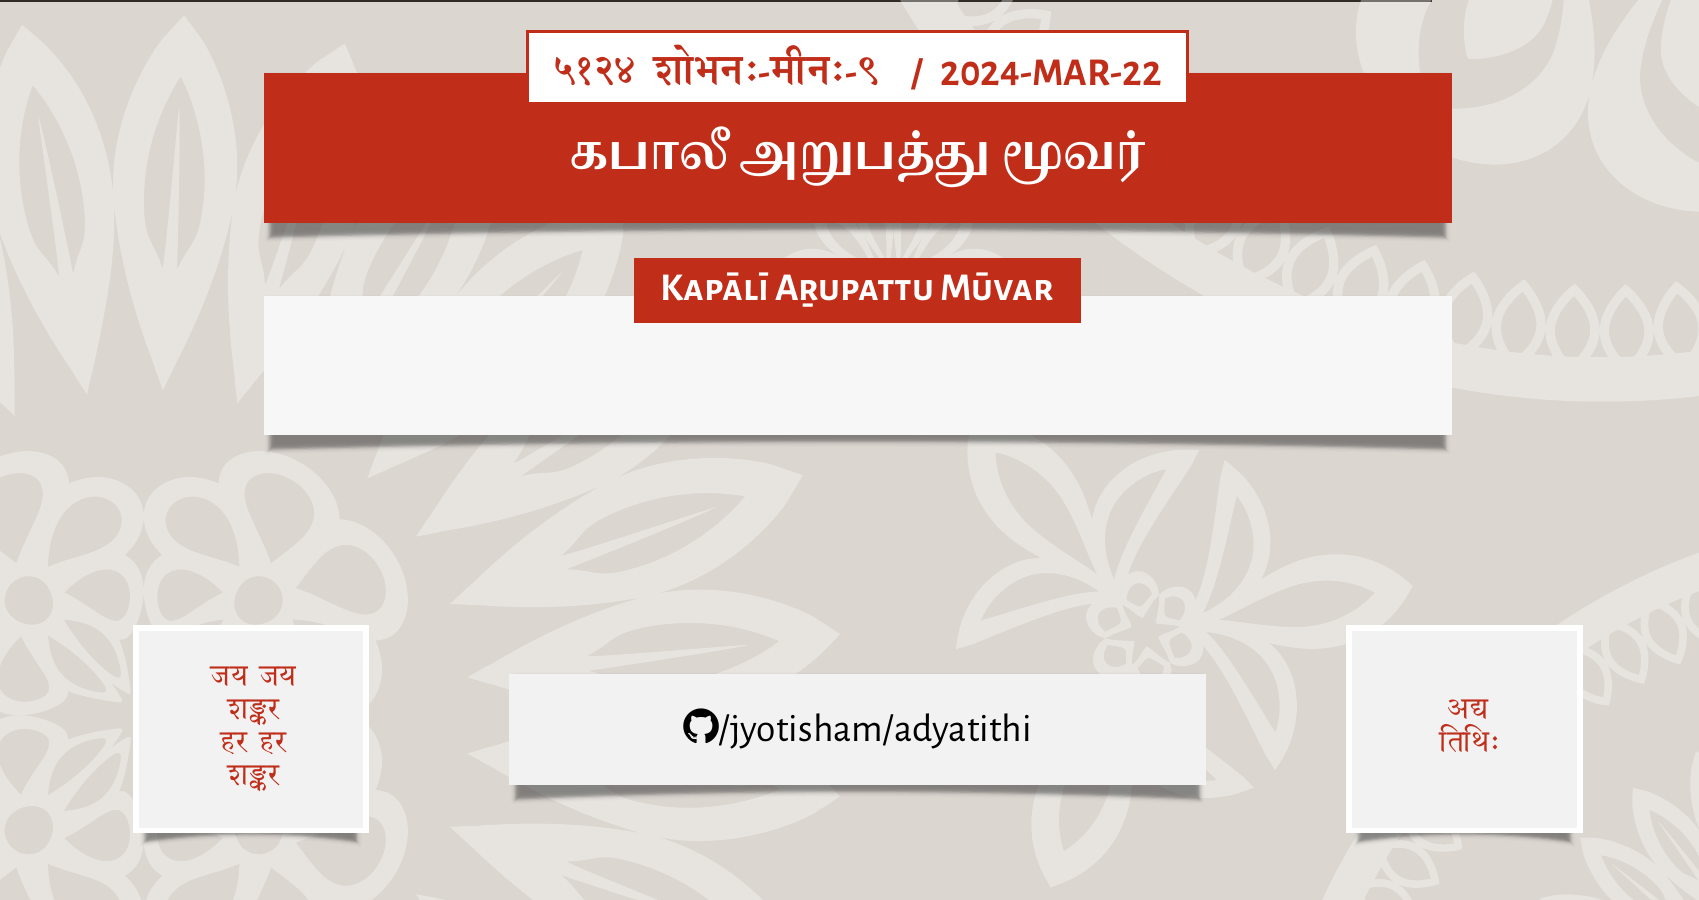 ५१२४ शोभनः-मीनः-९ / 2024-MAR-22
கபாலீ அறுபத்து மூவர்
Kapālī Aṟupattu Mūvar
जय जय
शङ्कर
हर हर
शङ्कर
/jyotisham/adyatithi
अद्य
तिथिः